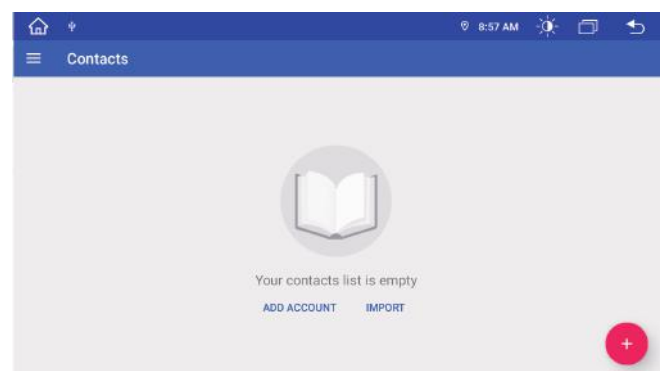 8:57 AM
Contacts
Your contacts list is empty
ADD ACCOUNT IMPORT